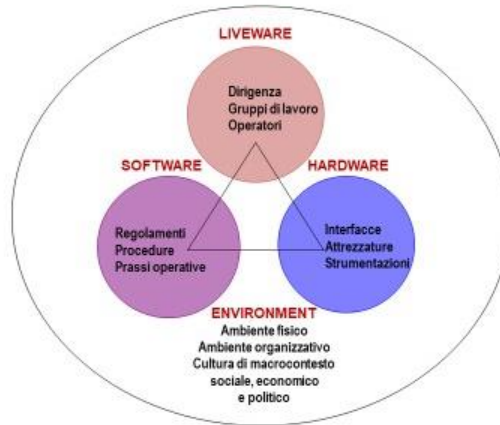 LIVEWARE
Dirigenza
Gruppi di lavoro
Operatori
SOFTWARE
HARDWARE
Regolamenti
Procedure
Prassi operative
Interfacce
Attrezzature
Strumentazioni
ENVIRONMENT
Ambiente fisico
Ambiente organizzativo
Cultura di macrocontesto
sociale, economico
e politico